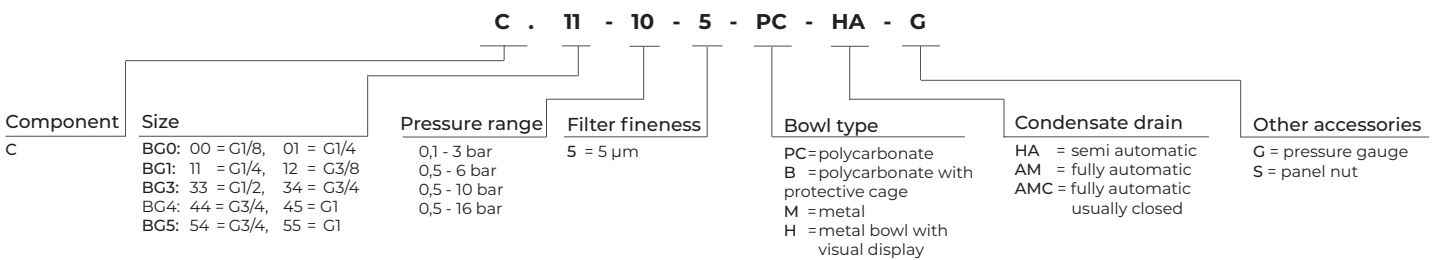 C . 11 - 10 - 5 - PC - HA - G
Component
C
Size
BG0: 00 = G1/8, 01 = G1/4
BG1: 11 = G1/4, 12 = G3/8
BG3: 33 = G1/2, 34 = G3/4
BG4: 44 = G3/4, 45 = G1
BG5: 54 = G3/4, 55 = G1
Pressure range
0,1 - 3 bar
0,5 - 6 bar
0,5 - 10 bar
0,5 - 16 bar
Filter fineness
5 = 5 µm
Bowl type
PC=polycarbonate
B =polycarbonate with
protective cage
M =metal
H =metal bowl with
visual display
Condensate drain
HA = semi automatic
AM = fully automatic
AMC = fully automatic
usually closed
Other accessories
G = pressure gauge
S = panel nut